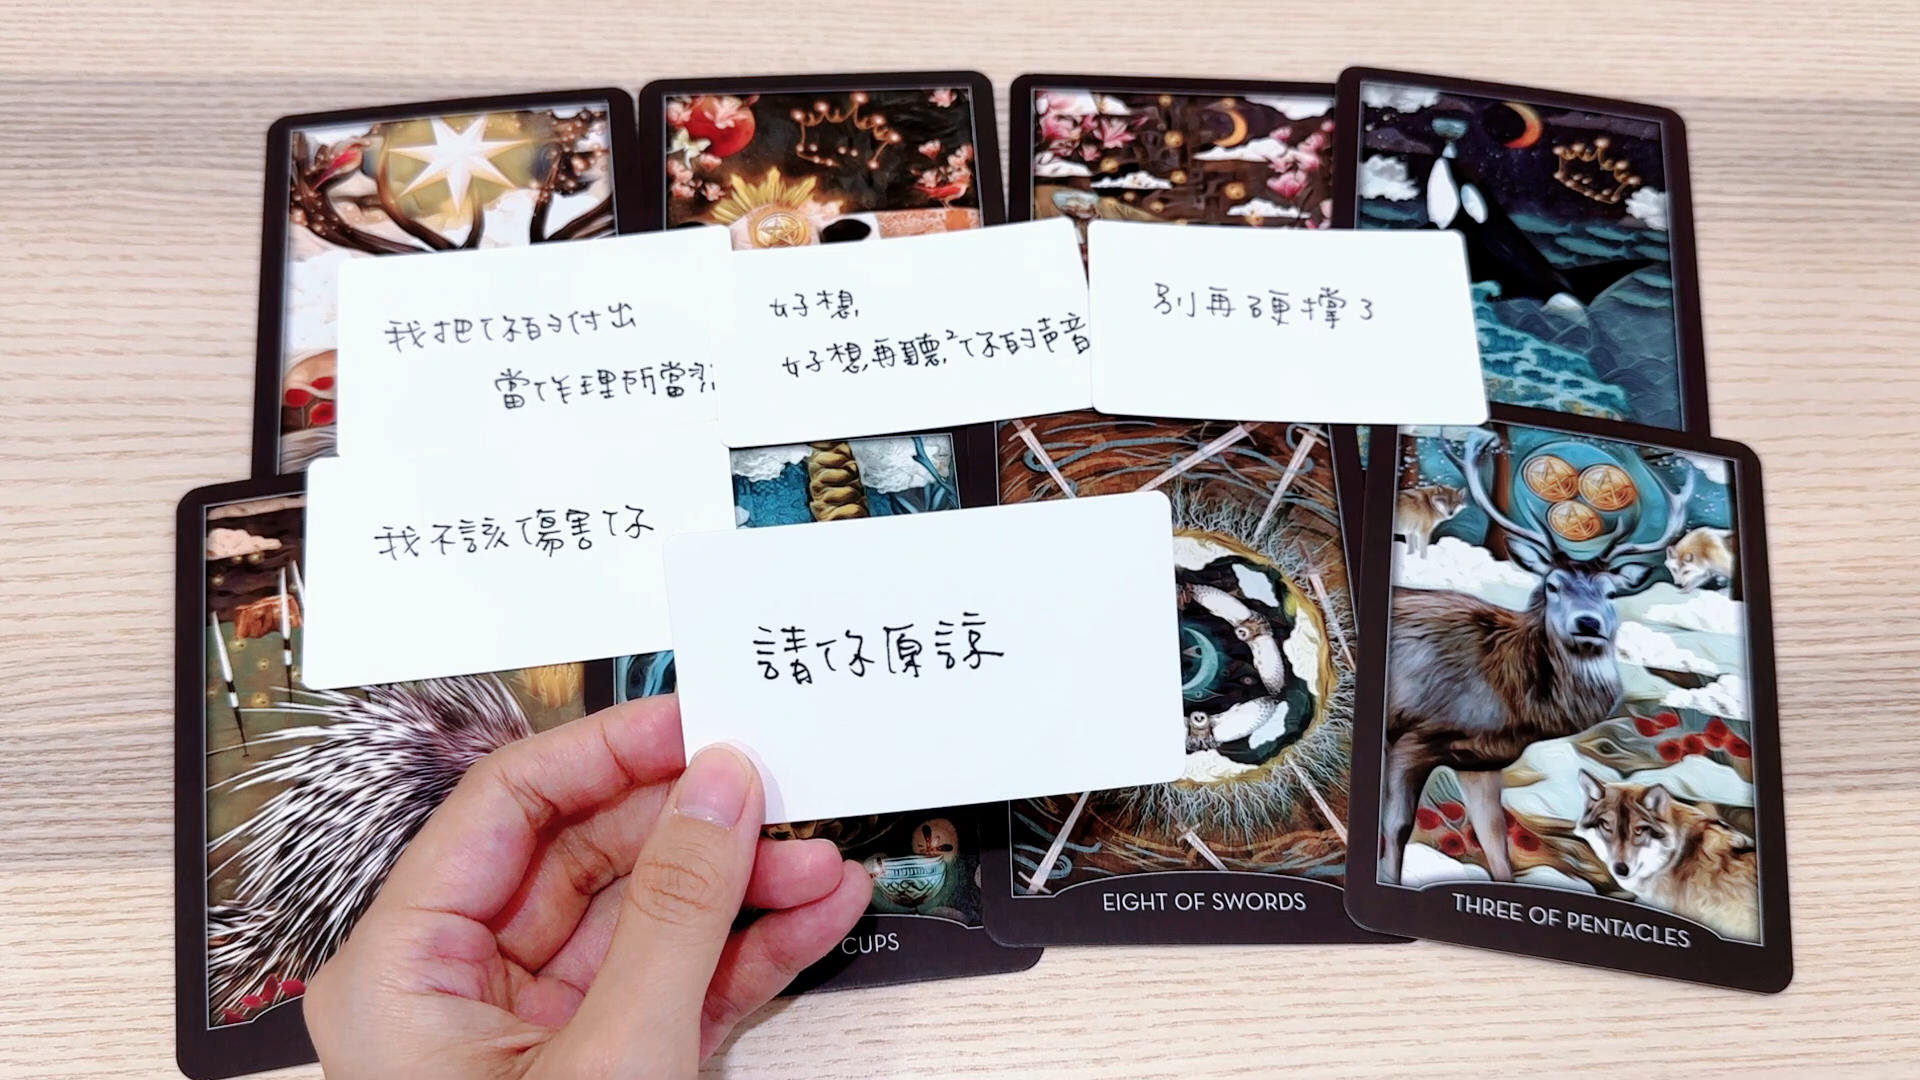 我把你的付出
當作理所當然
好想,
好想再聽聽你的声音
別再硬撐了
我不該傷害你
請你原諒
CUPS
EIGHT OF SWORDS
THREE OF PENTACLES